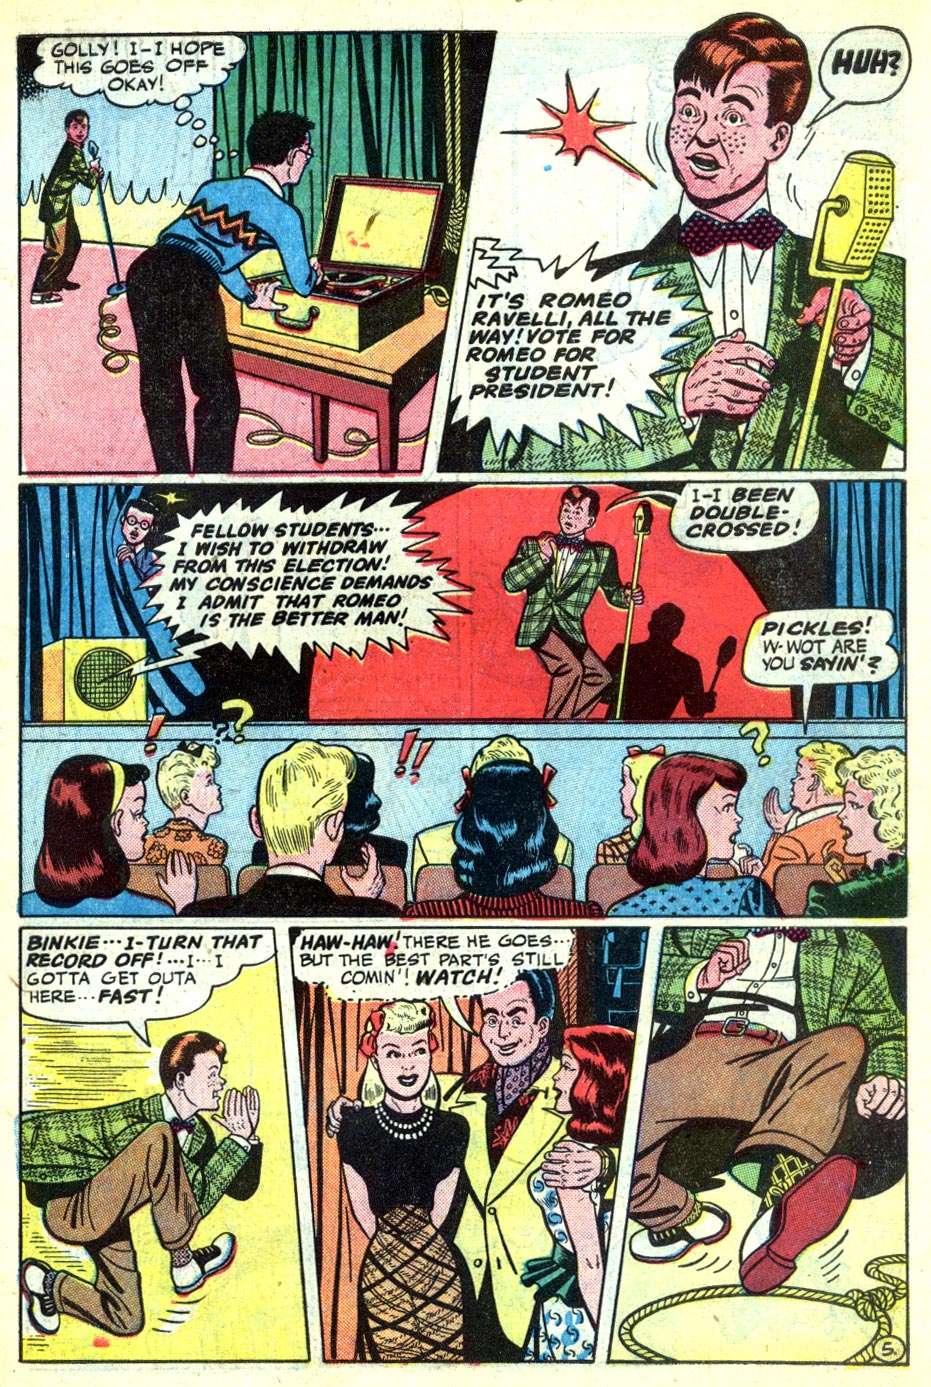 GOLLY! I-I HOPE
THIS GOES OFF
OKAY!
HUH?
IT'S ROMEO
RAVELLI, ALL THE
WAY! VOTE FOR
ROMEO FOR
STUDENT
PRESIDENT!
FELLOW STUDENTS...
I WISH TO WITHDRAW
FROM THIS ELECTION!
MY CONSCIENCE DEMANDS
I ADMIT THAT ROMEO
IS THE BETTER MAN!
I-I BEEN
DOUBLE-
CROSSED!
PICKLES!
W-WOT ARE
YOU SAYIN'?
!
??
!!
?
BINKIE... I-TURN THAT
RECORD OFF!... I... I
GOTTA GET OUTA
HERE... FAST!
HAW-HAW! THERE HE GOES...
BUT THE BEST PART'S STILL
COMIN'! WATCH!
5